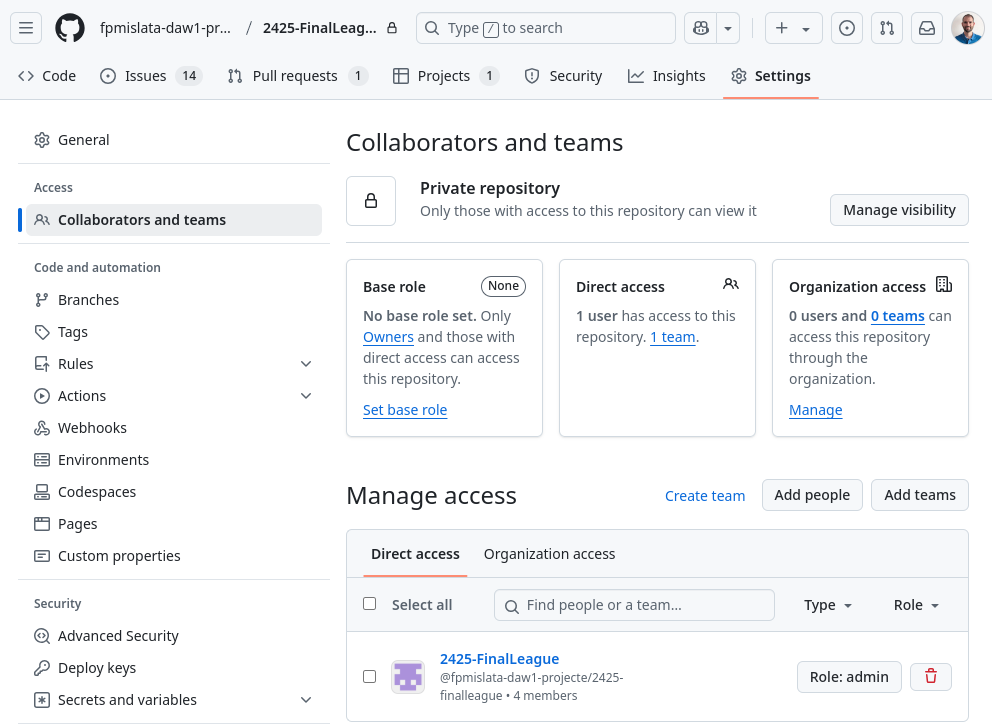 fpmislata-daw1-pr... / 2425-FinalLeag...
Type / to search
Code
Issues 14
Pull requests 1
Projects 1
Security
Insights
Settings
General
Access
Collaborators and teams
Code and automation
Branches
Tags
Rules
Actions
Webhooks
Environments
Codespaces
Pages
Custom properties
Security
Advanced Security
Deploy keys
Secrets and variables
Collaborators and teams
Private repository
Only those with access to this repository can view it
Manage visibility
Base role None
No base role set. Only
Owners and those with
direct access can access
this repository.
Set base role
Direct access
1 user has access to this
repository. 1 team.
Organization access
0 users and 0 teams can
access this repository
through the
organization.
Manage
Manage access
Create team
Add people
Add teams
Direct access
Organization access
Select all
Find people or a team...
Type
Role
2425-FinalLeague
@fpmislata-daw1-projecte/2425-
finalleague • 4 members
Role: admin